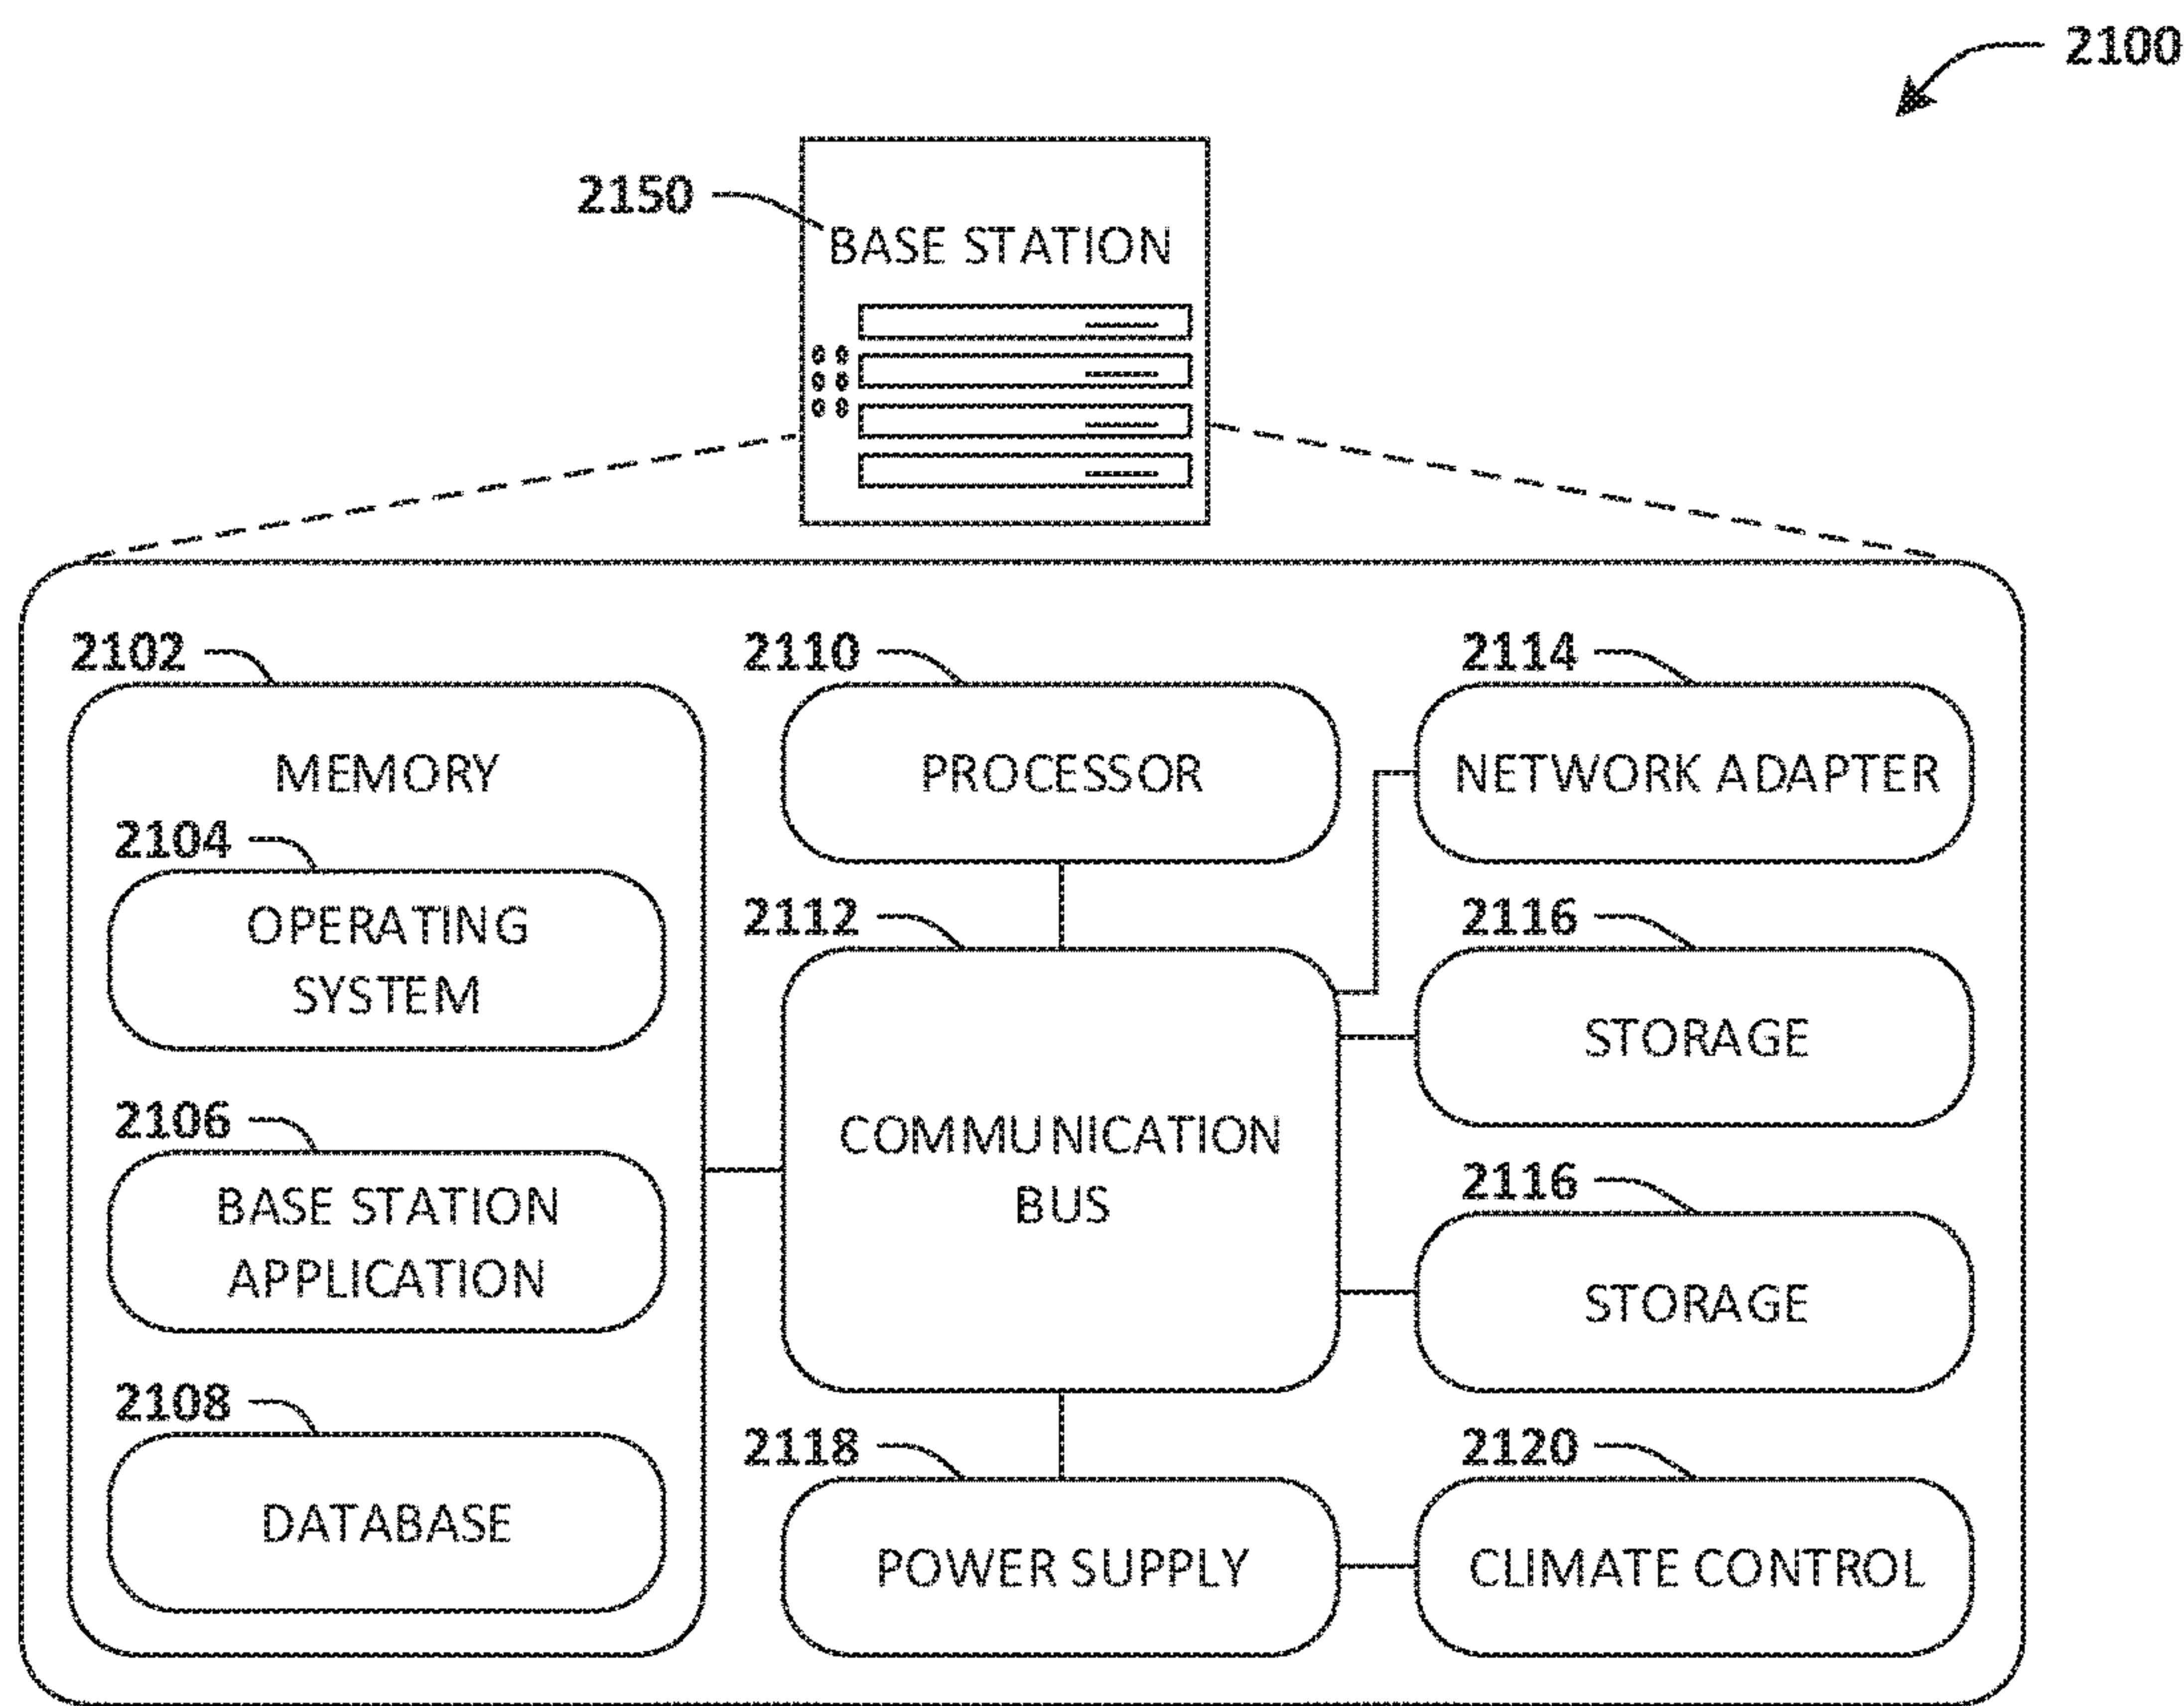 2100
2150
BASE STATION
2102
MEMORY
2104
OPERATING
SYSTEM
2106
BASE STATION
APPLICATION
2108
DATABASE
2110
PROCESSOR
2112
COMMUNICATION
BUS
2118
POWER SUPPLY
2114
NETWORK ADAPTER
2116
STORAGE
2116
STORAGE
2120
CLIMATE CONTROL